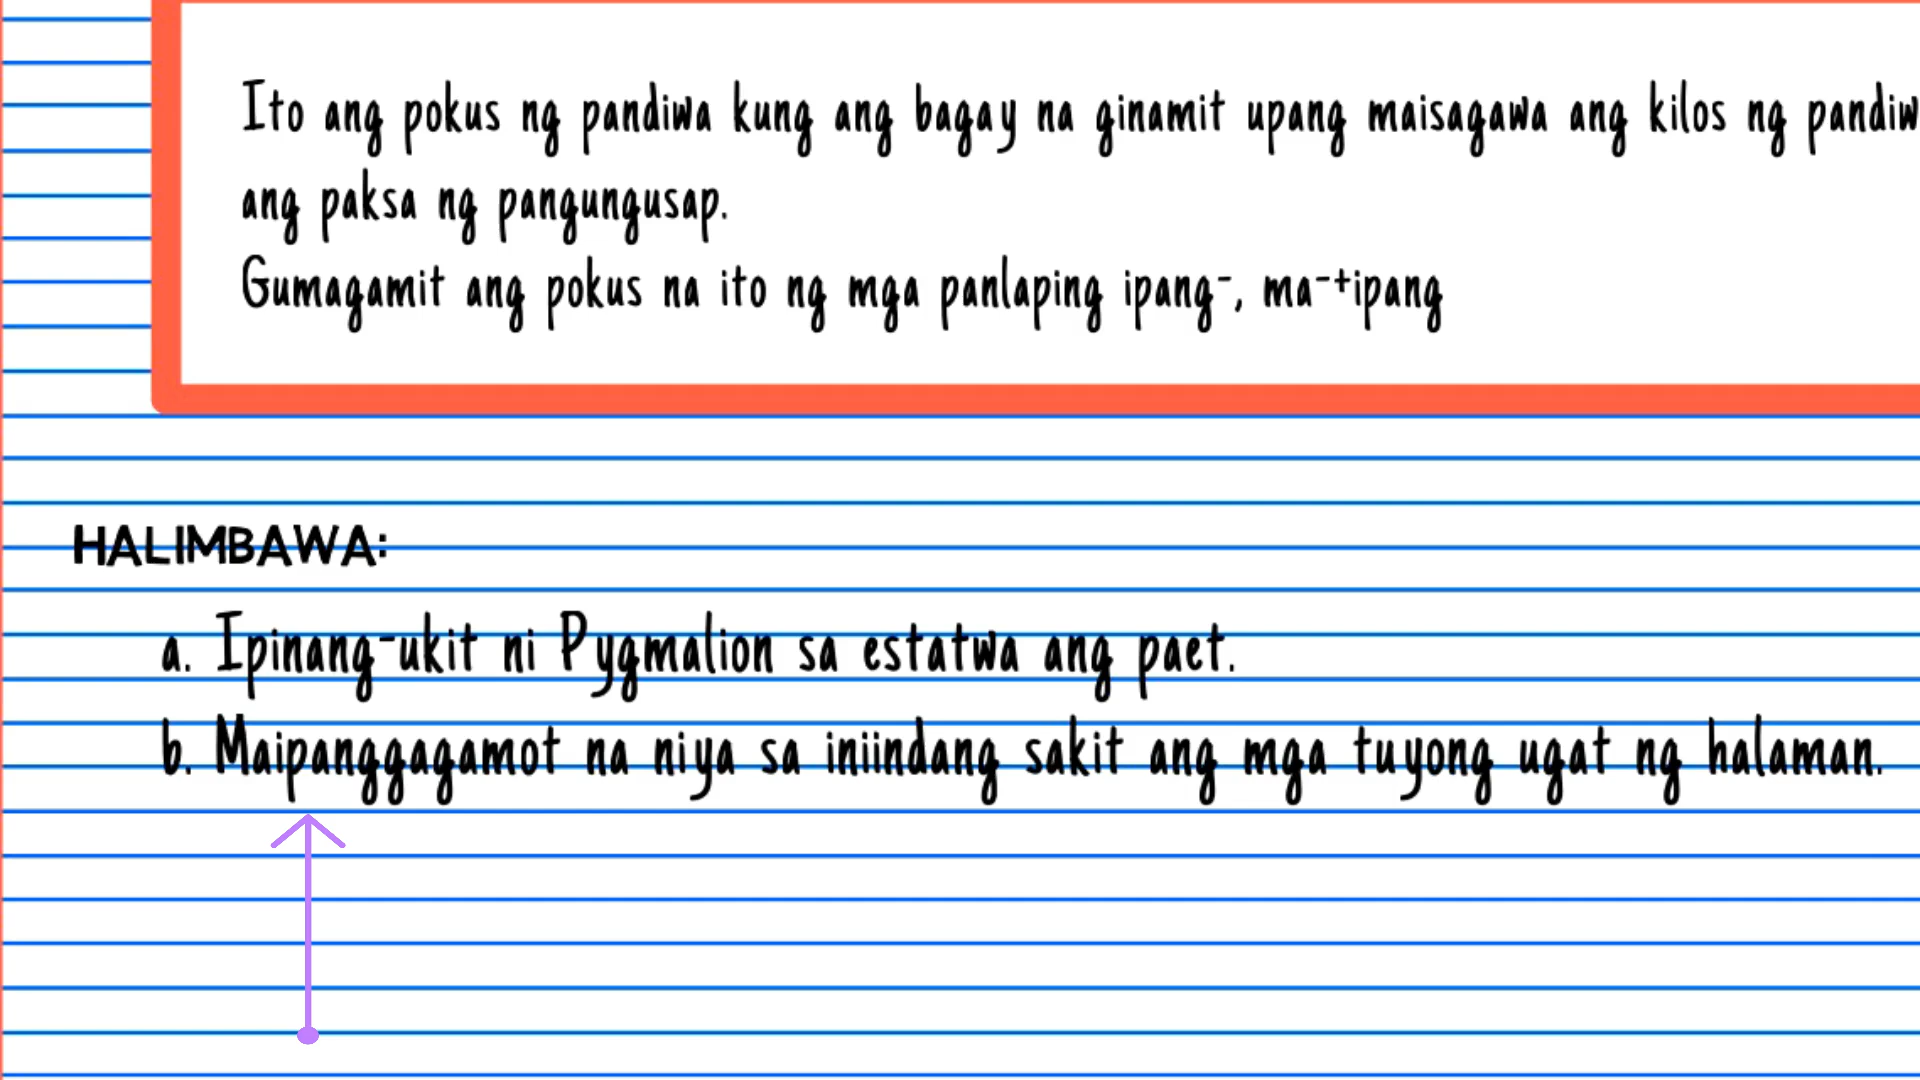 Ito ang pokus ng pandiwa kung ang bagay na ginamit upang maisagawa ang kilos ng pandiw
ang paksa ng pangungusap.
Gumagamit ang pokus na ito ng mga panlaping ipang-, ma-+ipang
HALIMBAWA:
a. Ipinang-ukit ni Pygmalion sa estatwa ang paet.
b. Maipanggagamot na niya sa iniindang sakit ang mga tuyong ugat ng halaman.